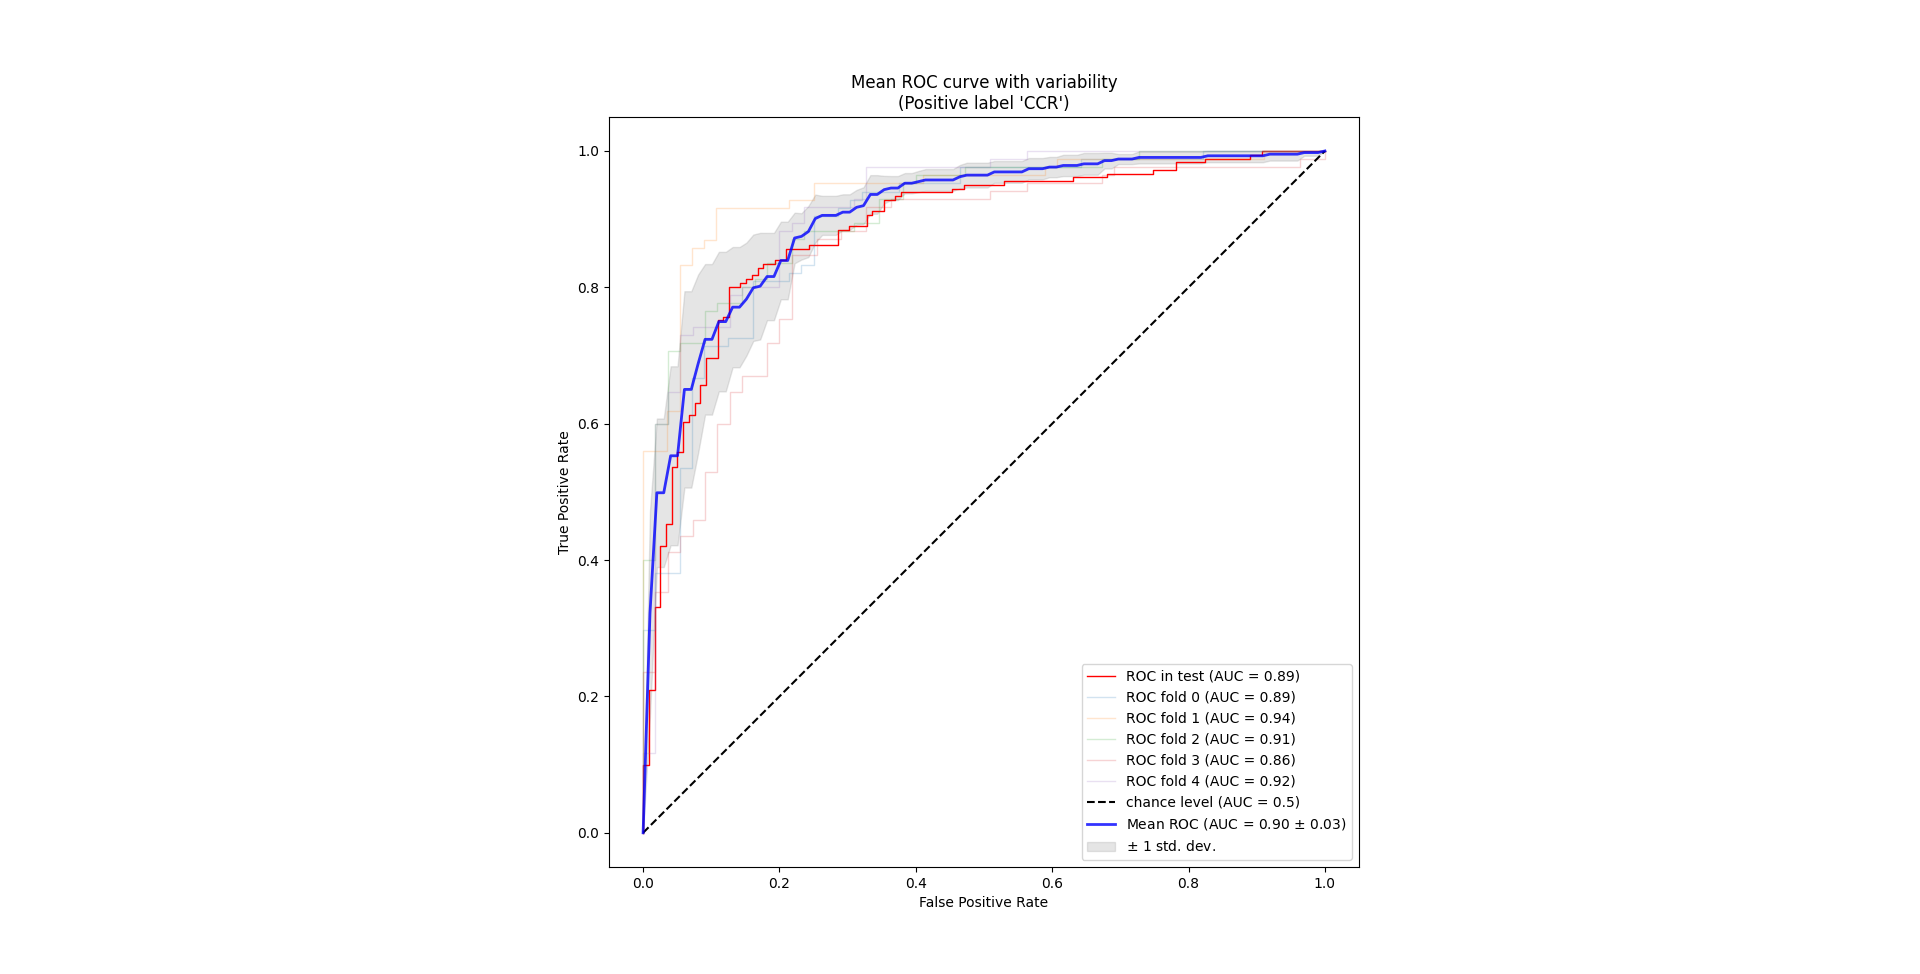 Mean ROC curve with variability
(Positive label 'CCR')
True Positive Rate
1.0
0.8
0.6
0.4
0.2
0.0
0.0 0.2 0.4 0.6 0.8 1.0
False Positive Rate
ROC in test (AUC = 0.89)
ROC fold 0 (AUC = 0.89)
ROC fold 1 (AUC = 0.94)
ROC fold 2 (AUC = 0.91)
ROC fold 3 (AUC = 0.86)
ROC fold 4 (AUC = 0.92)
chance level (AUC = 0.5)
Mean ROC (AUC = 0.90 ± 0.03)
± 1 std. dev.